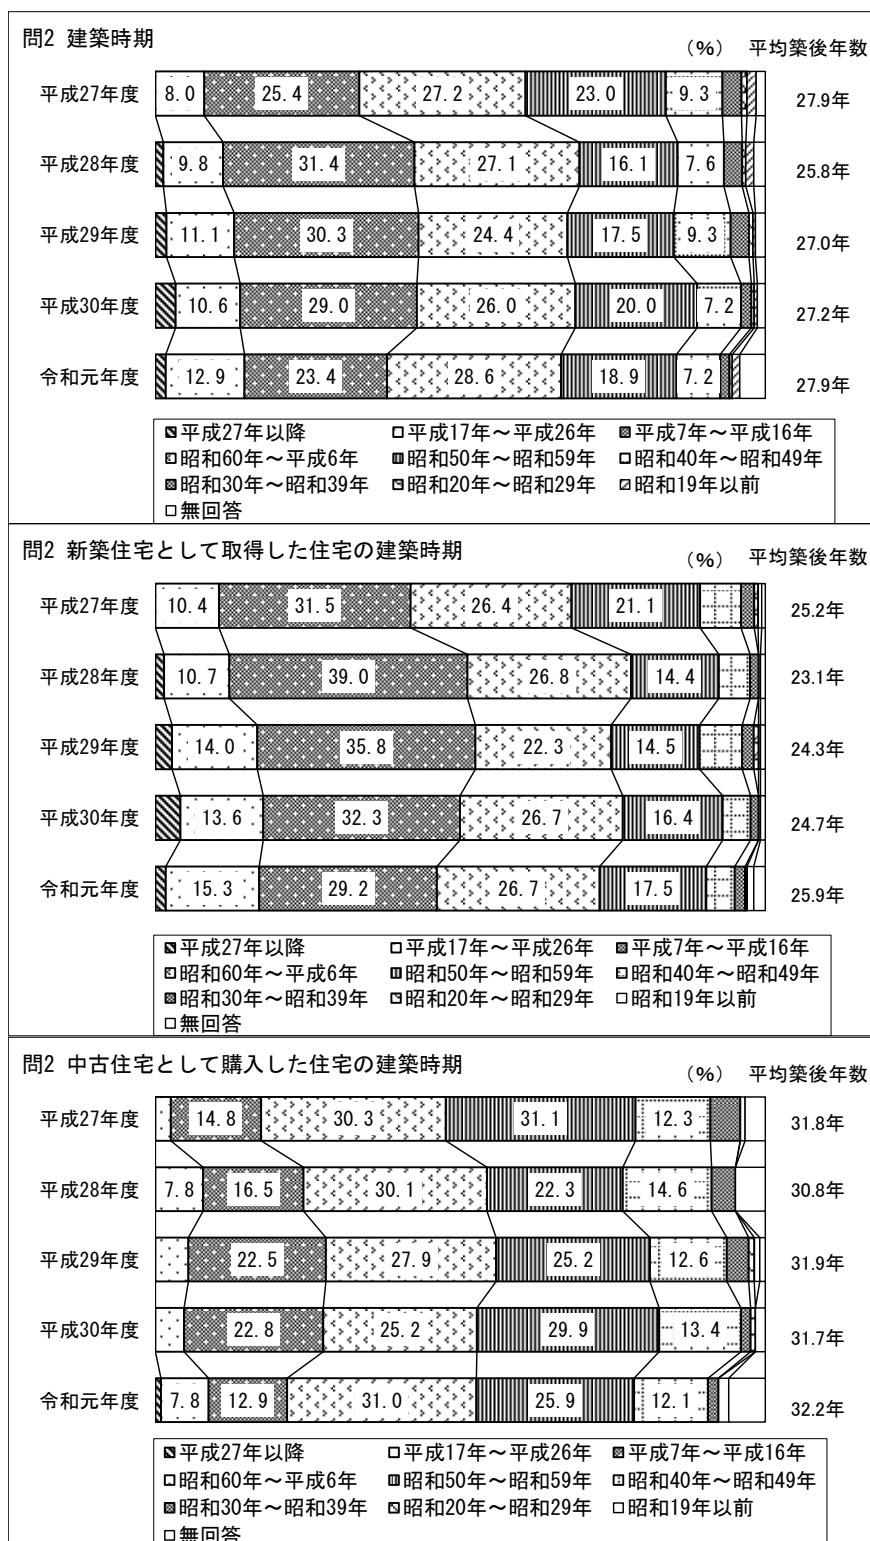 問2 建築時期
（%） 平均築後年数
平成27年度 8.0 25.4 27.2 23.0 9.3 27.9年
平成28年度 9.8 31.4 27.1 16.1 7.6 25.8年
平成29年度 11.1 30.3 24.4 17.5 9.3 27.0年
平成30年度 10.6 29.0 26.0 20.0 7.2 27.2年
令和元年度 12.9 23.4 28.6 18.9 7.2 27.9年
平成27年以降 平成17年～平成26年 平成7年～平成16年
昭和60年～平成6年 昭和50年～昭和59年 昭和40年～昭和49年
昭和30年～昭和39年 昭和20年～昭和29年 昭和19年以前
無回答
問2 新築住宅として取得した住宅の建築時期
（%） 平均築後年数
平成27年度 10.4 31.5 26.4 21.1 25.2年
平成28年度 10.7 39.0 26.8 14.4 23.1年
平成29年度 14.0 35.8 22.3 14.5 24.3年
平成30年度 13.6 32.3 26.7 16.4 24.7年
令和元年度 15.3 29.2 26.7 17.5 25.9年
平成27年以降 平成17年～平成26年 平成7年～平成16年
昭和60年～平成6年 昭和50年～昭和59年 昭和40年～昭和49年
昭和30年～昭和39年 昭和20年～昭和29年 昭和19年以前
無回答
問2 中古住宅として購入した住宅の建築時期
（%） 平均築後年数
平成27年度 14.8 30.3 31.1 12.3 31.8年
平成28年度 7.8 16.5 30.1 22.3 14.6 30.8年
平成29年度 22.5 27.9 25.2 12.6 31.9年
平成30年度 22.8 25.2 29.9 13.4 31.7年
令和元年度 7.8 12.9 31.0 25.9 12.1 32.2年
平成27年以降 平成17年～平成26年 平成7年～平成16年
昭和60年～平成6年 昭和50年～昭和59年 昭和40年～昭和49年
昭和30年～昭和39年 昭和20年～昭和29年 昭和19年以前
無回答